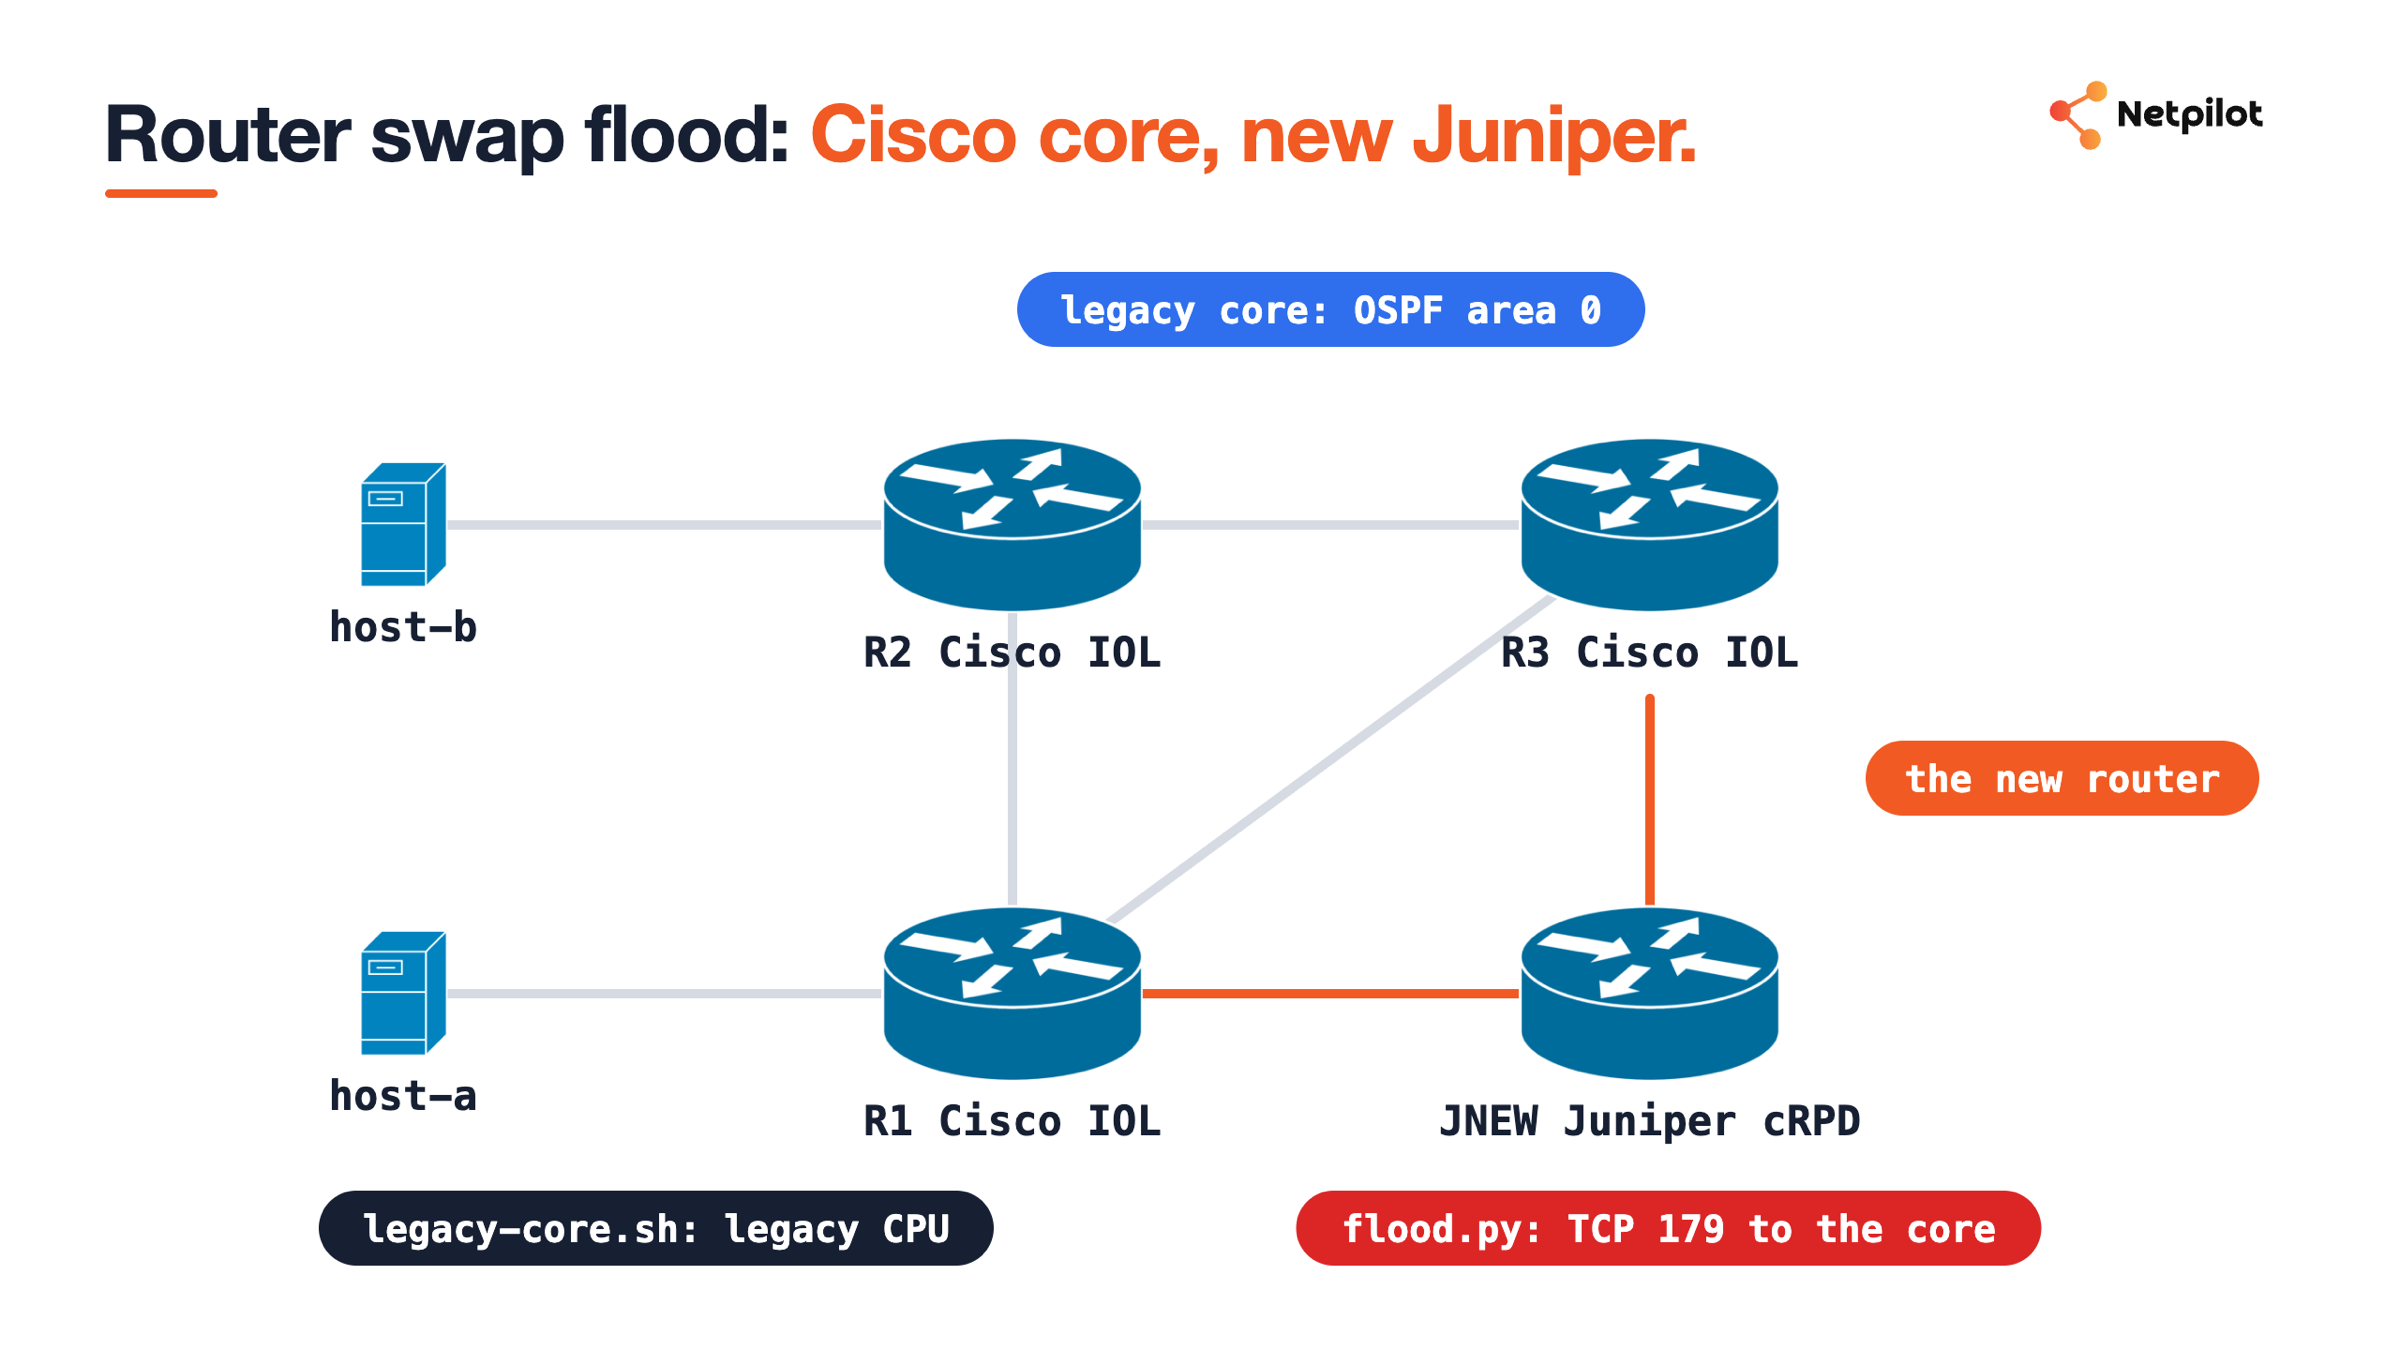 Router swap flood: Cisco core, new Juniper.
Netpilot
legacy core: OSPF area 0
host-b
R2 Cisco IOL
R3 Cisco IOL
the new router
host-a
R1 Cisco IOL
JNEW Juniper cRPD
legacy-core.sh: legacy CPU
flood.py: TCP 179 to the core